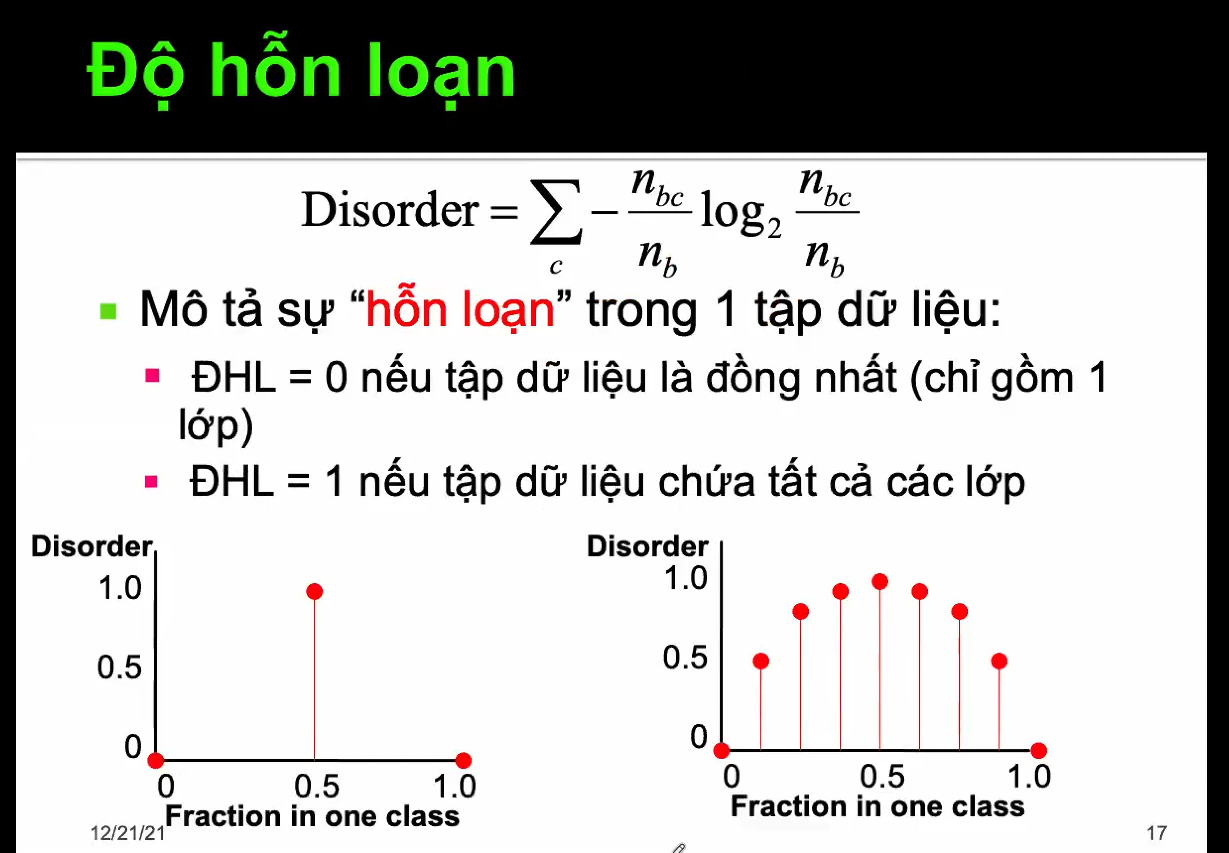 Độ hỗn loạn
Disorder = ∑_c − n_bc/n_b log₂ n_bc/n_b
Mô tả sự “hỗn loạn” trong 1 tập dữ liệu:
ĐHL = 0 nếu tập dữ liệu là đồng nhất (chỉ gồm 1
lớp)
ĐHL = 1 nếu tập dữ liệu chứa tất cả các lớp
Disorder
1.0
0.5
0
0 0.5 1.0
Fraction in one class
Disorder
1.0
0.5
0
0 0.5 1.0
Fraction in one class
12/21/21
17